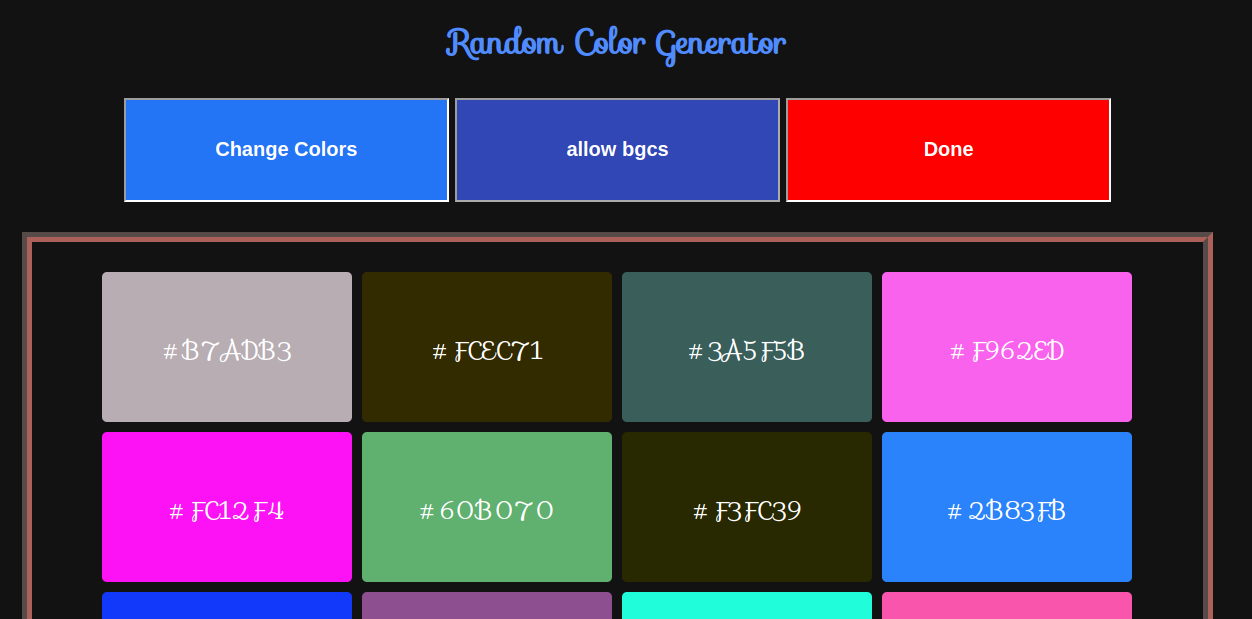 Random Color Generator
Change Colors
allow bgcs
Done
#B7ADB3
# FCEC71
#3A5F5B
# F962ED
# FC12F4
#60B070
# F3FC39
# 2B83FB